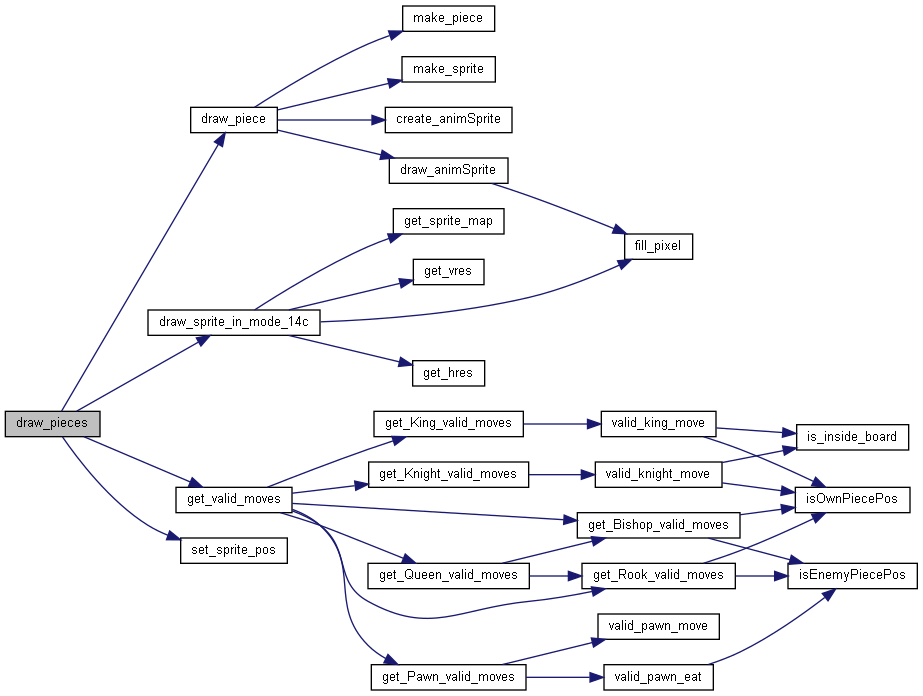 make_piece
make_sprite
draw_piece
create_animSprite
draw_animSprite
get_sprite_map
fill_pixel
get_vres
draw_sprite_in_mode_14c
get_hres
draw_pieces
get_King_valid_moves
valid_king_move
is_inside_board
get_Knight_valid_moves
valid_knight_move
get_valid_moves
isOwnPiecePos
get_Bishop_valid_moves
set_sprite_pos
get_Queen_valid_moves
get_Rook_valid_moves
isEnemyPiecePos
valid_pawn_move
get_Pawn_valid_moves
valid_pawn_eat